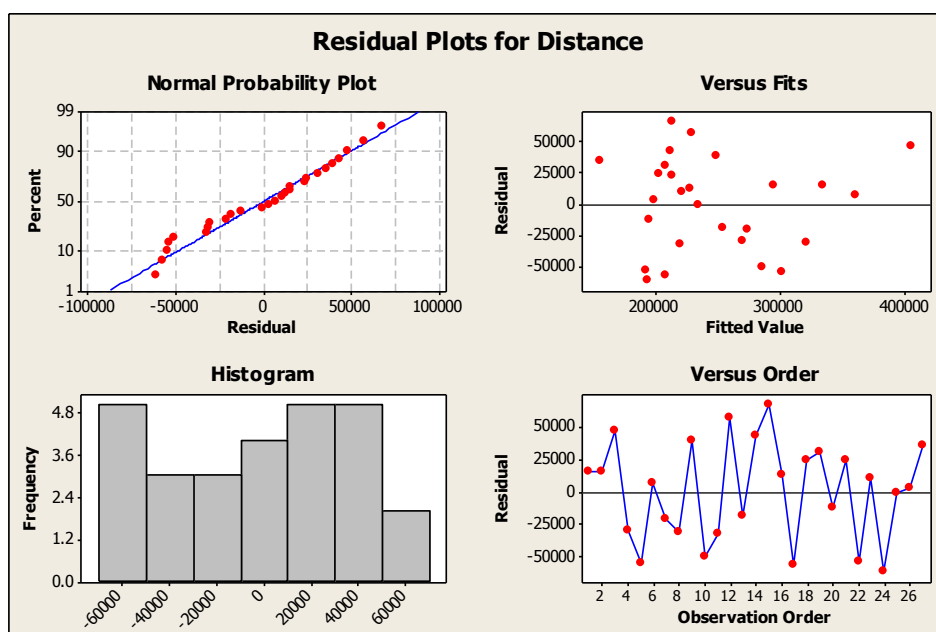 Residual Plots for Distance
Normal Probability Plot
99
90
50
10
1
Percent
-100000 -50000 0 50000 100000
Residual
Versus Fits
50000
25000
0
-25000
-50000
Residual
200000 300000 400000
Fitted Value
Histogram
4.8
3.6
2.4
1.2
0.0
Frequency
-60000 -40000 -20000 0 20000 40000 60000
Versus Order
50000
25000
0
-25000
-50000
Residual
2 4 6 8 10 12 14 16 18 20 22 24 26
Observation Order